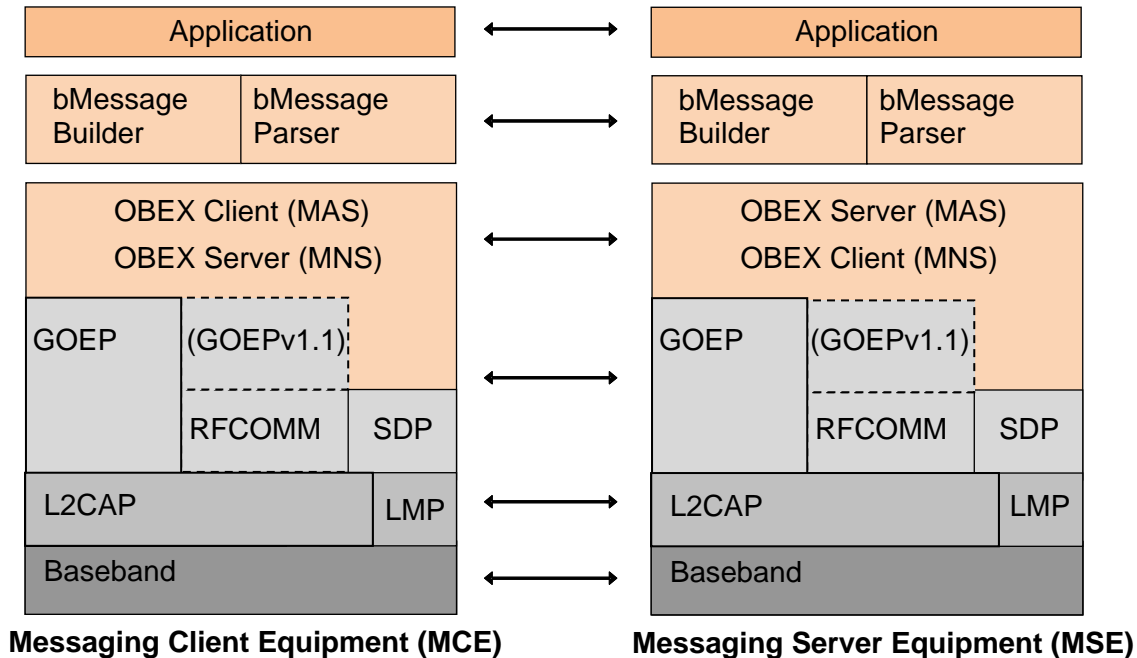 Application
Application
bMessage Builder
bMessage Parser
bMessage Builder
bMessage Parser
OBEX Client (MAS)
OBEX Server (MNS)
OBEX Server (MAS)
OBEX Client (MNS)
GOEP
(GOEPv1.1)
GOEP
(GOEPv1.1)
RFCOMM
SDP
RFCOMM
SDP
L2CAP
LMP
L2CAP
LMP
Baseband
Baseband
Messaging Client Equipment (MCE)
Messaging Server Equipment (MSE)